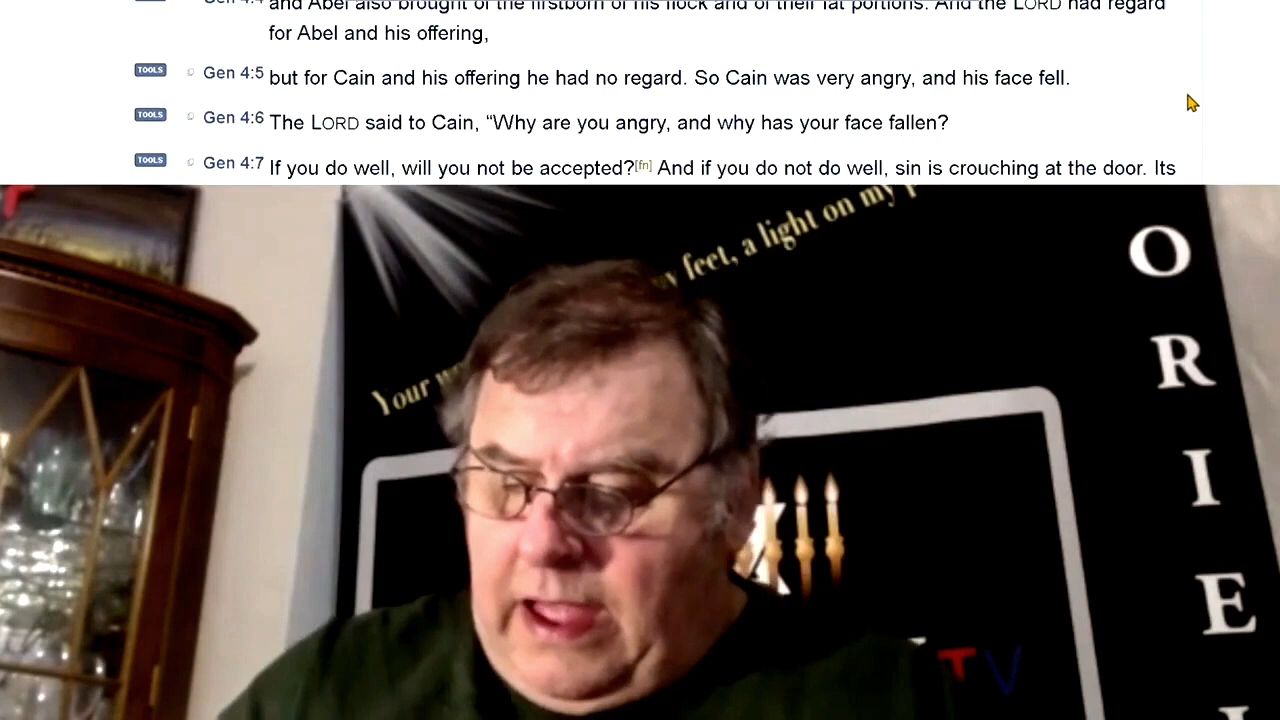 Gen 4:4 and Abel also brought of the firstborn of his flock and of their fat portions. And the LORD had regard
for Abel and his offering,
TOOLS Gen 4:5 but for Cain and his offering he had no regard. So Cain was very angry, and his face fell.
TOOLS Gen 4:6 The LORD said to Cain, “Why are you angry, and why has your face fallen?
TOOLS Gen 4:7 If you do well, will you not be accepted?[fn] And if you do not do well, sin is crouching at the door. Its
Your
my feet, a light on my
O
R
I
E
TV